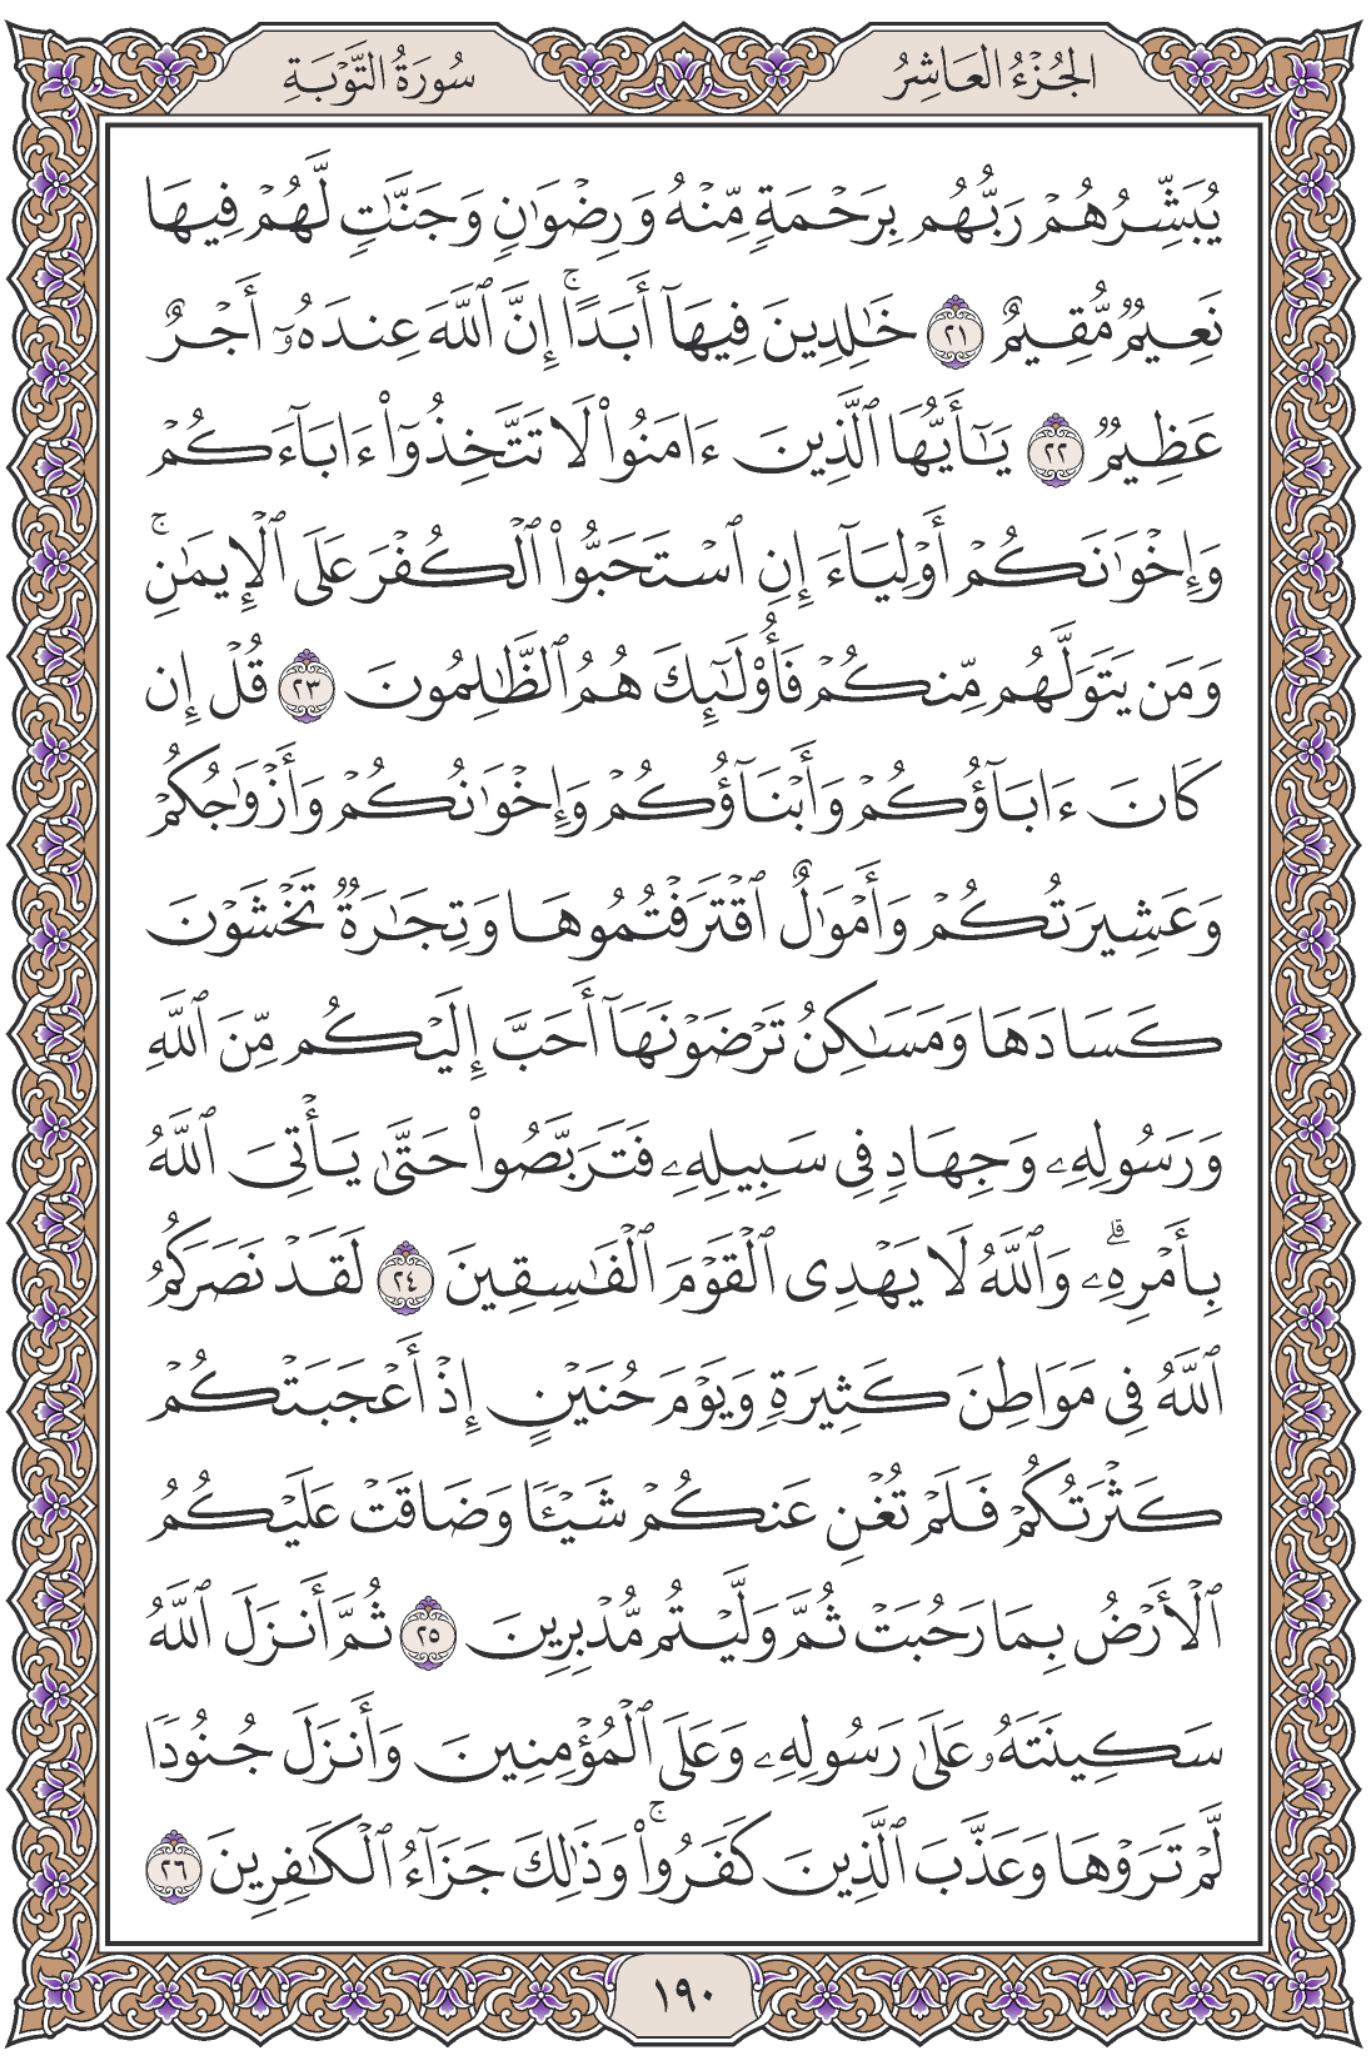 الجُزْءُ العَاشِرُ
سُورَةُ التَّوۡبَةِ
يُبَشِّرُهُمۡ رَبُّهُم بِرَحۡمَةٖ مِّنۡهُ وَرِضۡوَٰنٖ وَجَنَّٰتٖ لَّهُمۡ فِيهَا
نَعِيمٞ مُّقِيمٌ ٢١ خَٰلِدِينَ فِيهَآ أَبَدًاۚ إِنَّ ٱللَّهَ عِندَهُۥٓ أَجۡرٌ
عَظِيمٞ ٢٢ يَٰٓأَيُّهَا ٱلَّذِينَ ءَامَنُواْ لَا تَتَّخِذُوٓاْ ءَابَآءَكُمۡ
وَإِخۡوَٰنَكُمۡ أَوۡلِيَآءَ إِنِ ٱسۡتَحَبُّواْ ٱلۡكُفۡرَ عَلَى ٱلۡإِيمَٰنِۚ
وَمَن يَتَوَلَّهُم مِّنكُمۡ فَأُوْلَٰٓئِكَ هُمُ ٱلظَّٰلِمُونَ ٢٣ قُلۡ إِن
كَانَ ءَابَآؤُكُمۡ وَأَبۡنَآؤُكُمۡ وَإِخۡوَٰنُكُمۡ وَأَزۡوَٰجُكُمۡ
وَعَشِيرَتُكُمۡ وَأَمۡوَٰلٌ ٱقۡتَرَفۡتُمُوهَا وَتِجَٰرَةٞ تَخۡشَوۡنَ
كَسَادَهَا وَمَسَٰكِنُ تَرۡضَوۡنَهَآ أَحَبَّ إِلَيۡكُم مِّنَ ٱللَّهِ
وَرَسُولِهِۦ وَجِهَادٖ فِي سَبِيلِهِۦ فَتَرَبَّصُواْ حَتَّىٰ يَأۡتِيَ ٱللَّهُ
بِأَمۡرِهِۦۗ وَٱللَّهُ لَا يَهۡدِي ٱلۡقَوۡمَ ٱلۡفَٰسِقِينَ ٢٤ لَقَدۡ نَصَرَكُمُ
ٱللَّهُ فِي مَوَاطِنَ كَثِيرَةٖ وَيَوۡمَ حُنَيۡنٍ إِذۡ أَعۡجَبَتۡكُمۡ
كَثۡرَتُكُمۡ فَلَمۡ تُغۡنِ عَنكُمۡ شَيۡـٔٗا وَضَاقَتۡ عَلَيۡكُمُ
ٱلۡأَرۡضُ بِمَا رَحُبَتۡ ثُمَّ وَلَّيۡتُم مُّدۡبِرِينَ ٢٥ ثُمَّ أَنزَلَ ٱللَّهُ
سَكِينَتَهُۥ عَلَىٰ رَسُولِهِۦ وَعَلَى ٱلۡمُؤۡمِنِينَ وَأَنزَلَ جُنُودٗا
لَّمۡ تَرَوۡهَا وَعَذَّبَ ٱلَّذِينَ كَفَرُواْۚ وَذَٰلِكَ جَزَآءُ ٱلۡكَٰفِرِينَ ٢٦
١٩٠